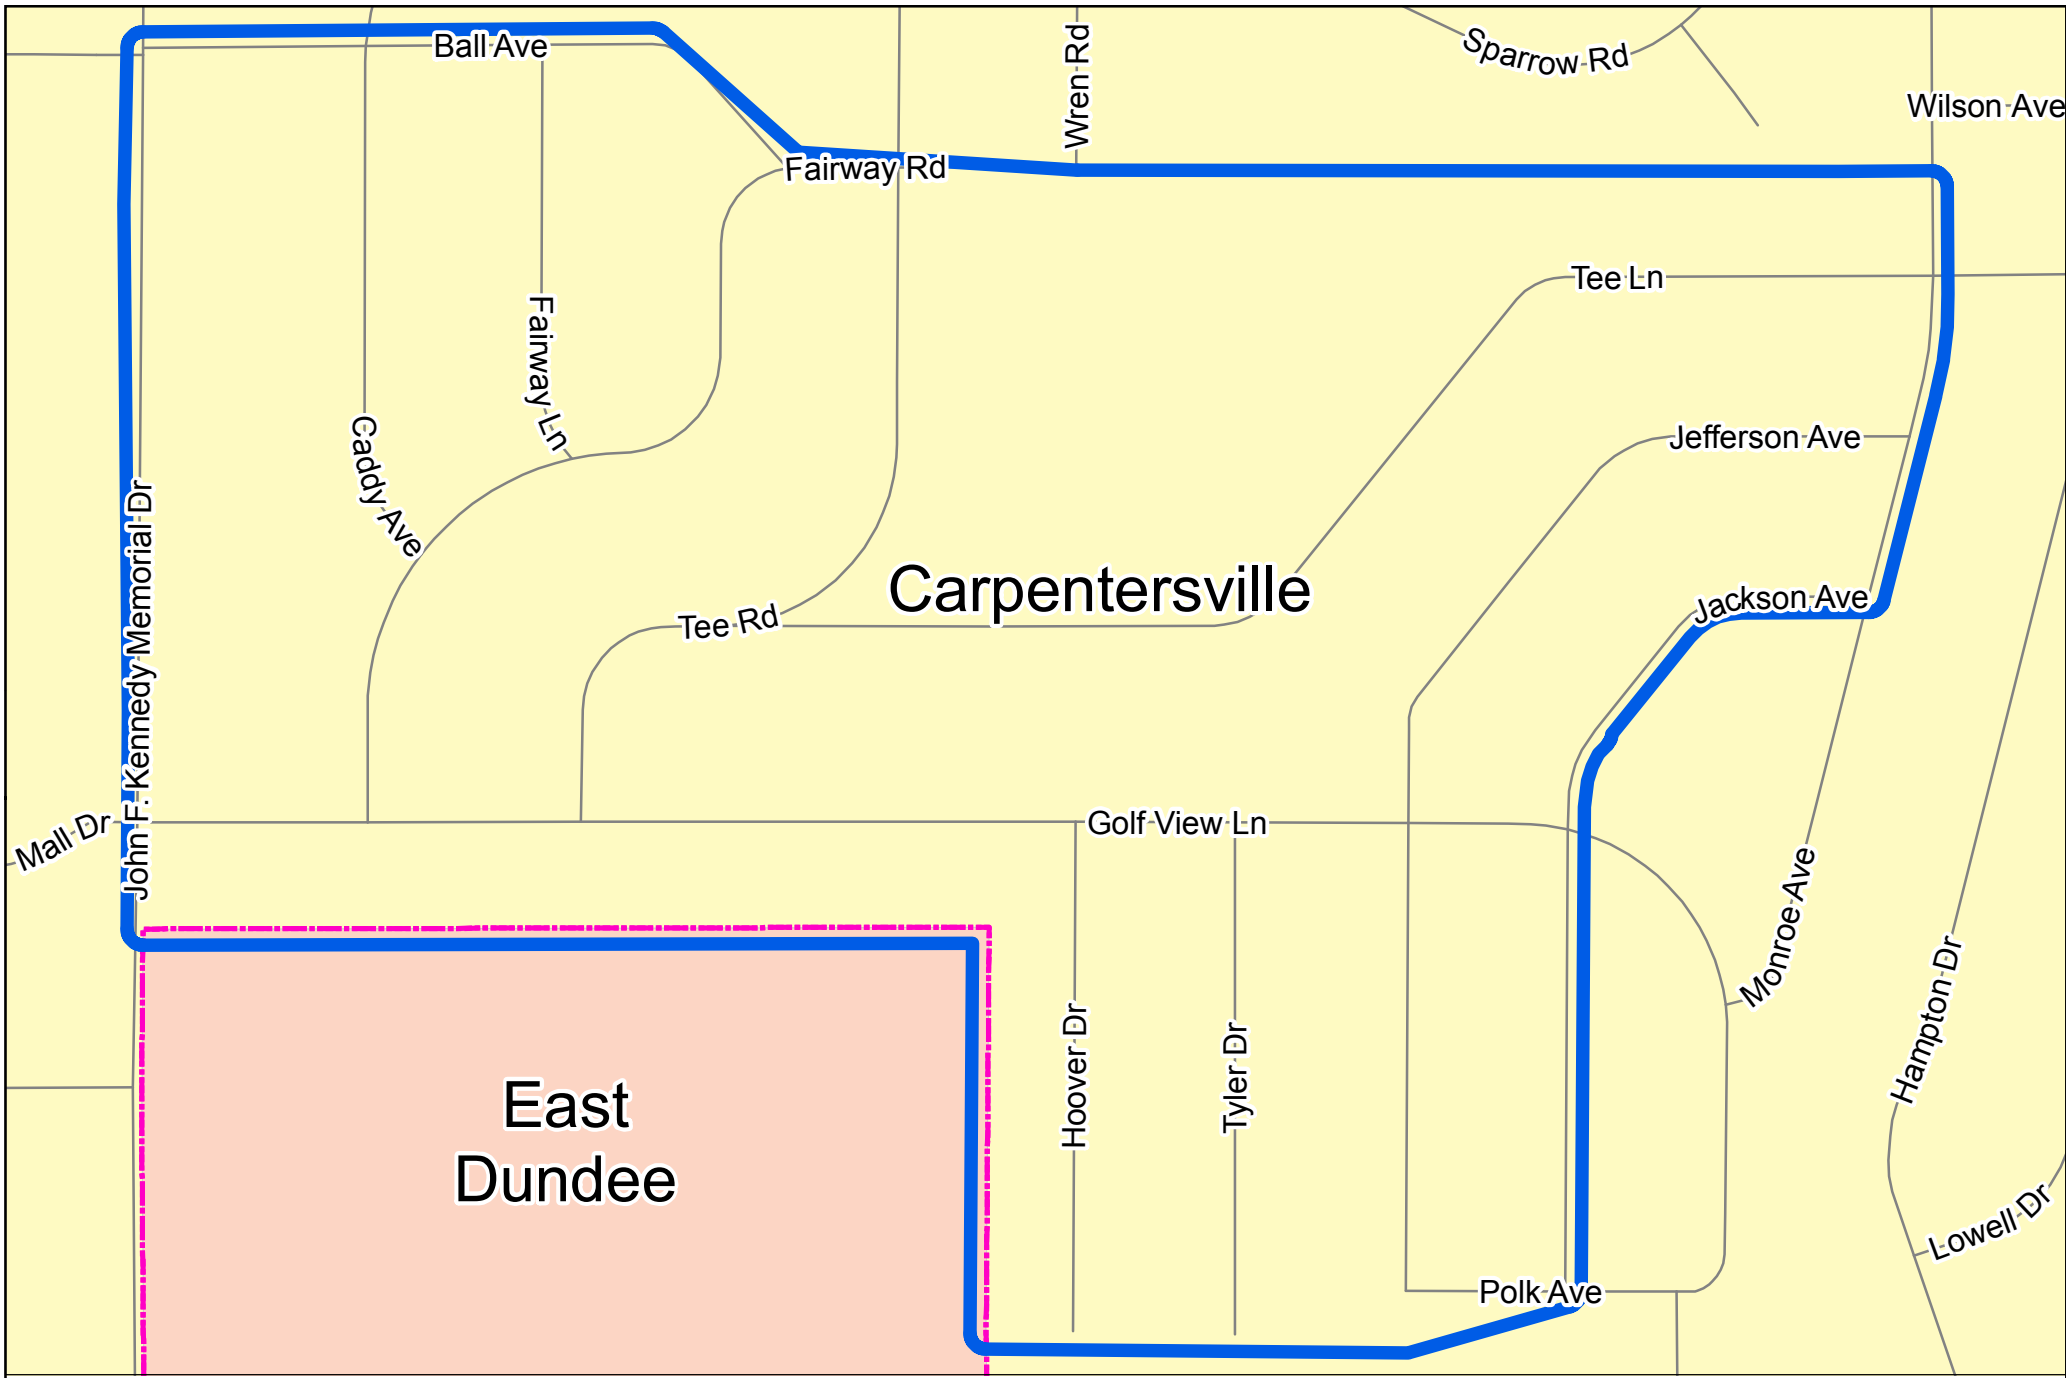 Ball Ave
Wren Rd
Sparrow Rd
Wilson Ave
Fairway Rd
Tee Ln
Fairway Ln
Caddy Ave
Jefferson Ave
John F. Kennedy Memorial Dr
Carpentersville
Jackson Ave
Tee Rd
Mall Dr
Golf View Ln
Monroe Ave
Hampton Dr
Hoover Dr
Tyler Dr
East
Dundee
Lowell Dr
Polk Ave